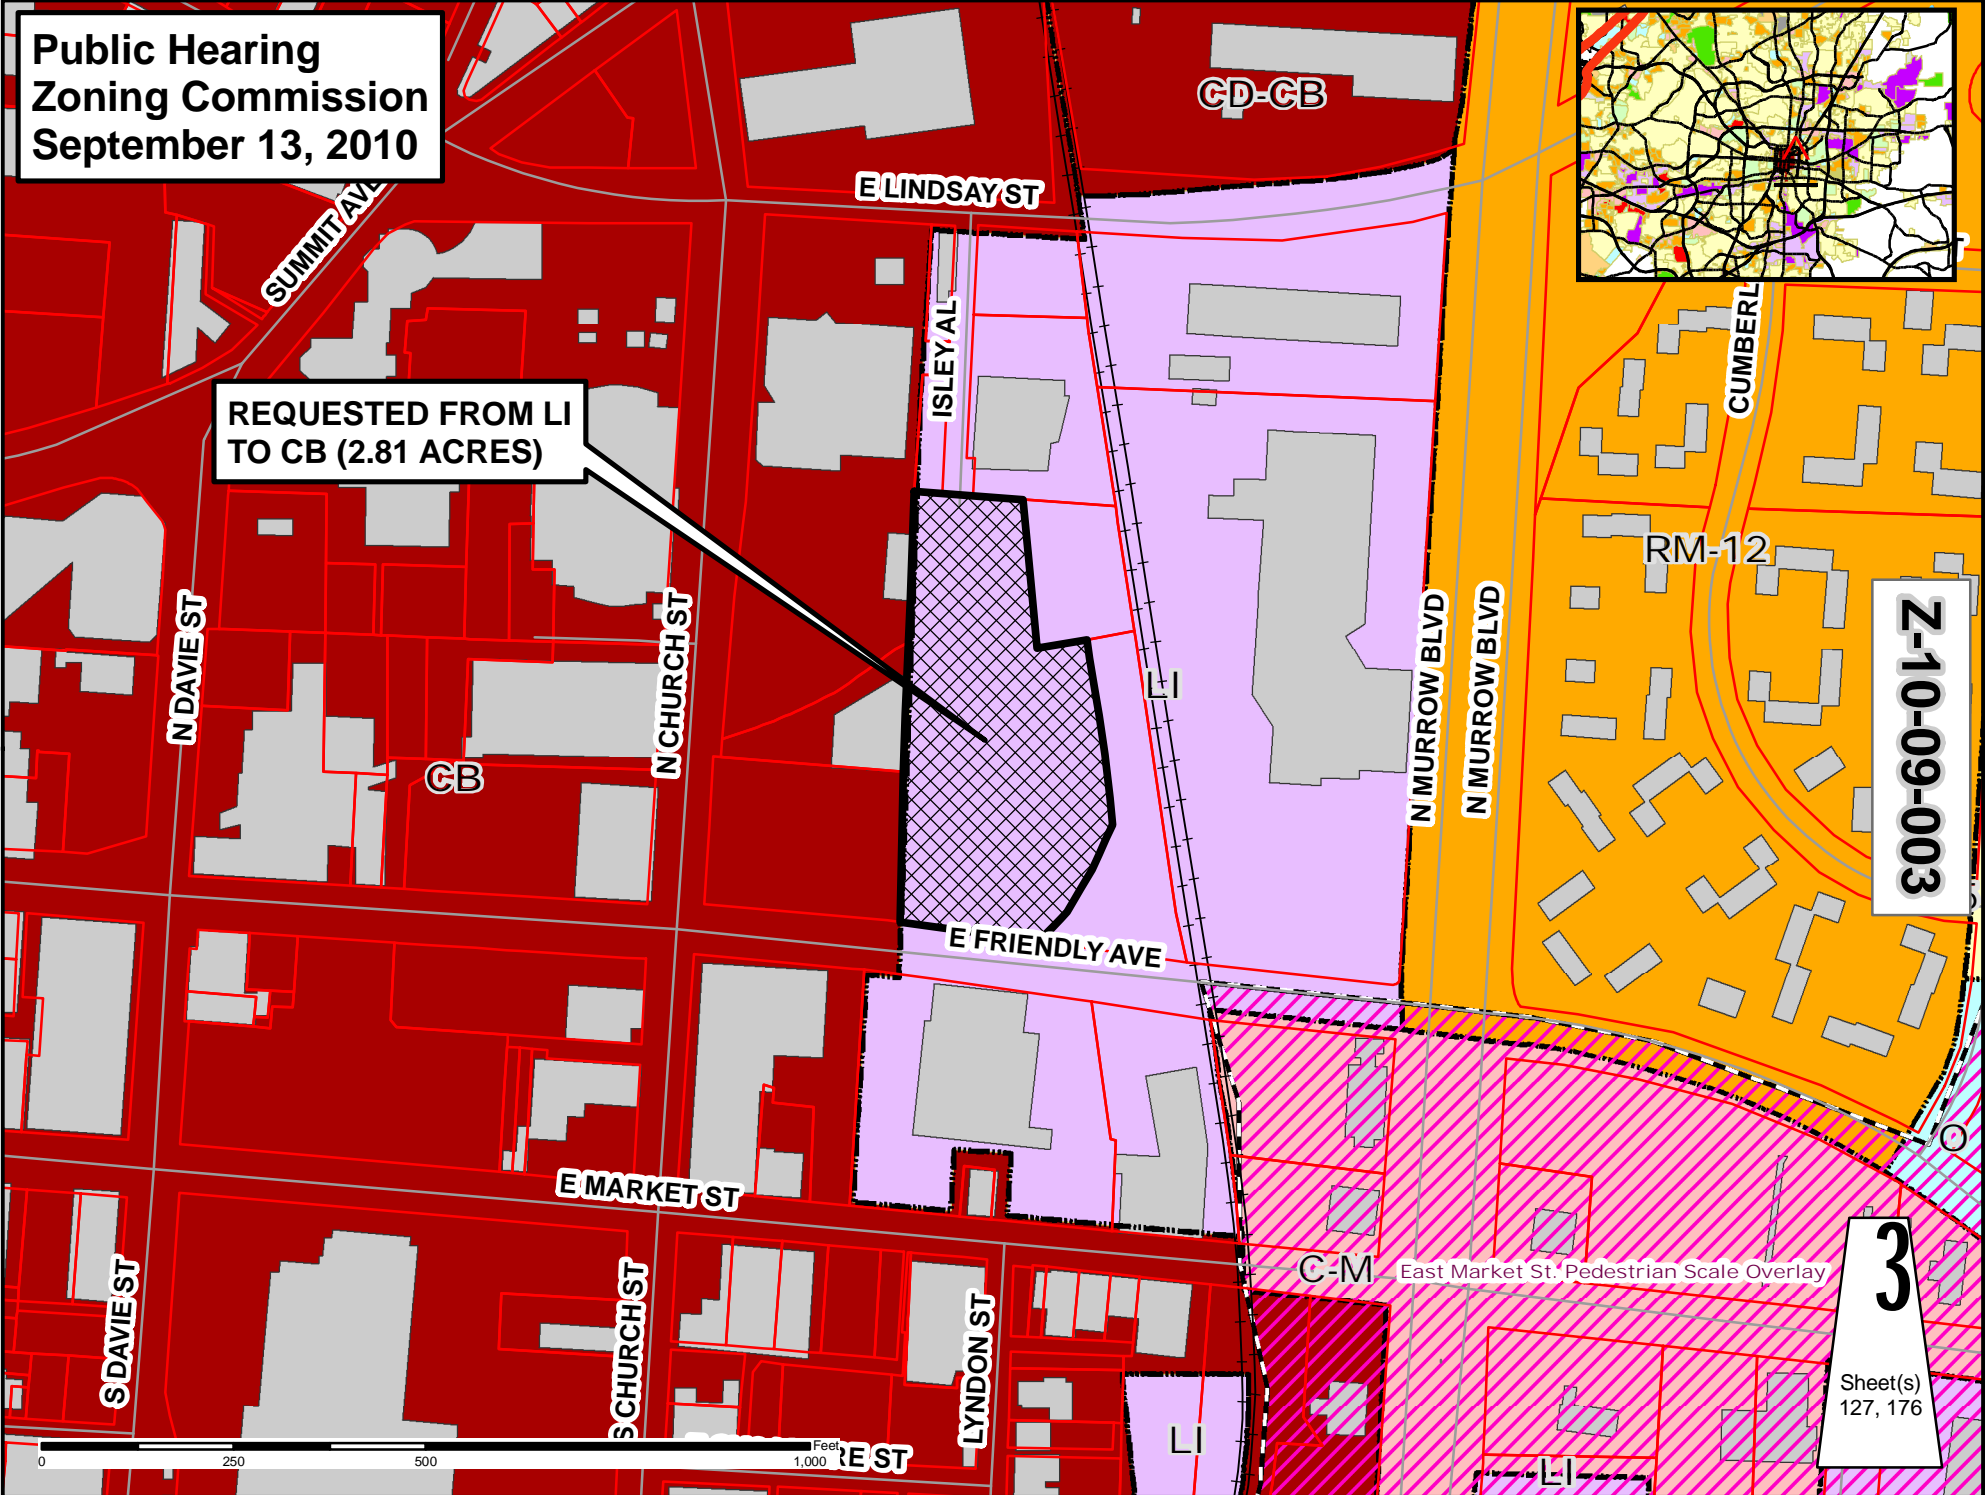 Public Hearing
Zoning Commission
September 13, 2010
CD-CB
E LINDSAY ST
SUMMIT AVE
ISLEY AL
CUMBERL
REQUESTED FROM LI
TO CB (2.81 ACRES)
RM-12
N DAVIE ST
N CHURCH ST
N MURROW BLVD
N MURROW BLVD
Z-10-09-003
LI
CB
E FRIENDLY AVE
O
E MARKET ST
C-M
East Market St. Pedestrian Scale Overlay
3
S DAVIE ST
S CHURCH ST
LYNDON ST
Sheet(s)
127, 176
LI
LI
RE ST
Feet
0 250 500 1,000